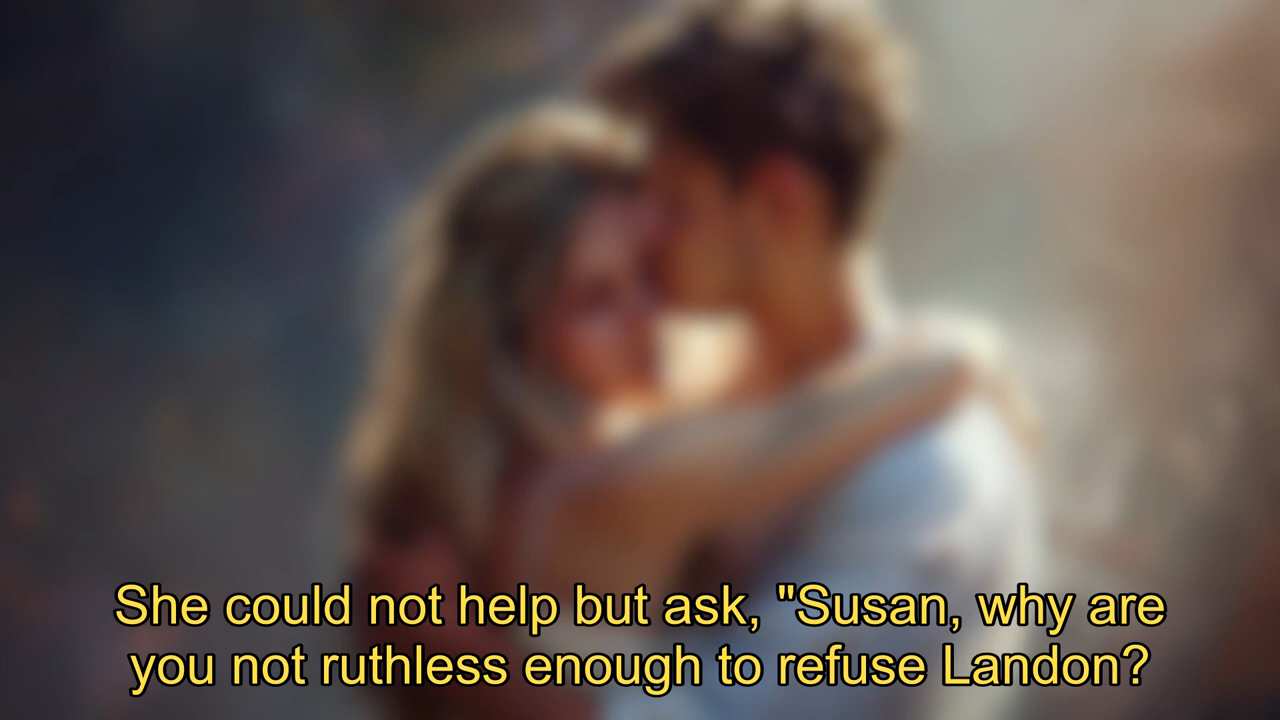 She could not help but ask, "Susan, why are
you not ruthless enough to refuse Landon?